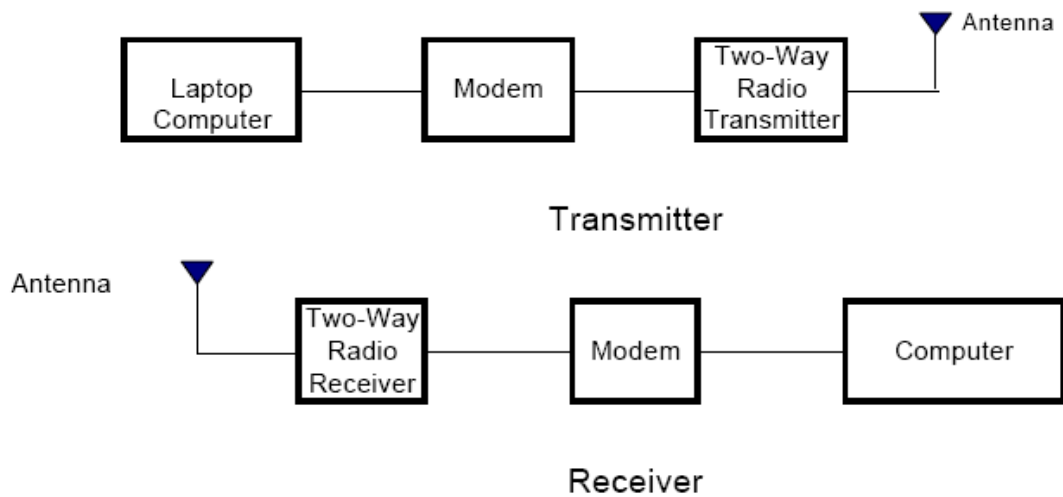 Antenna
Laptop
Computer
Modem
Two-Way
Radio
Transmitter
Transmitter
Antenna
Two-Way
Radio
Receiver
Modem
Computer
Receiver